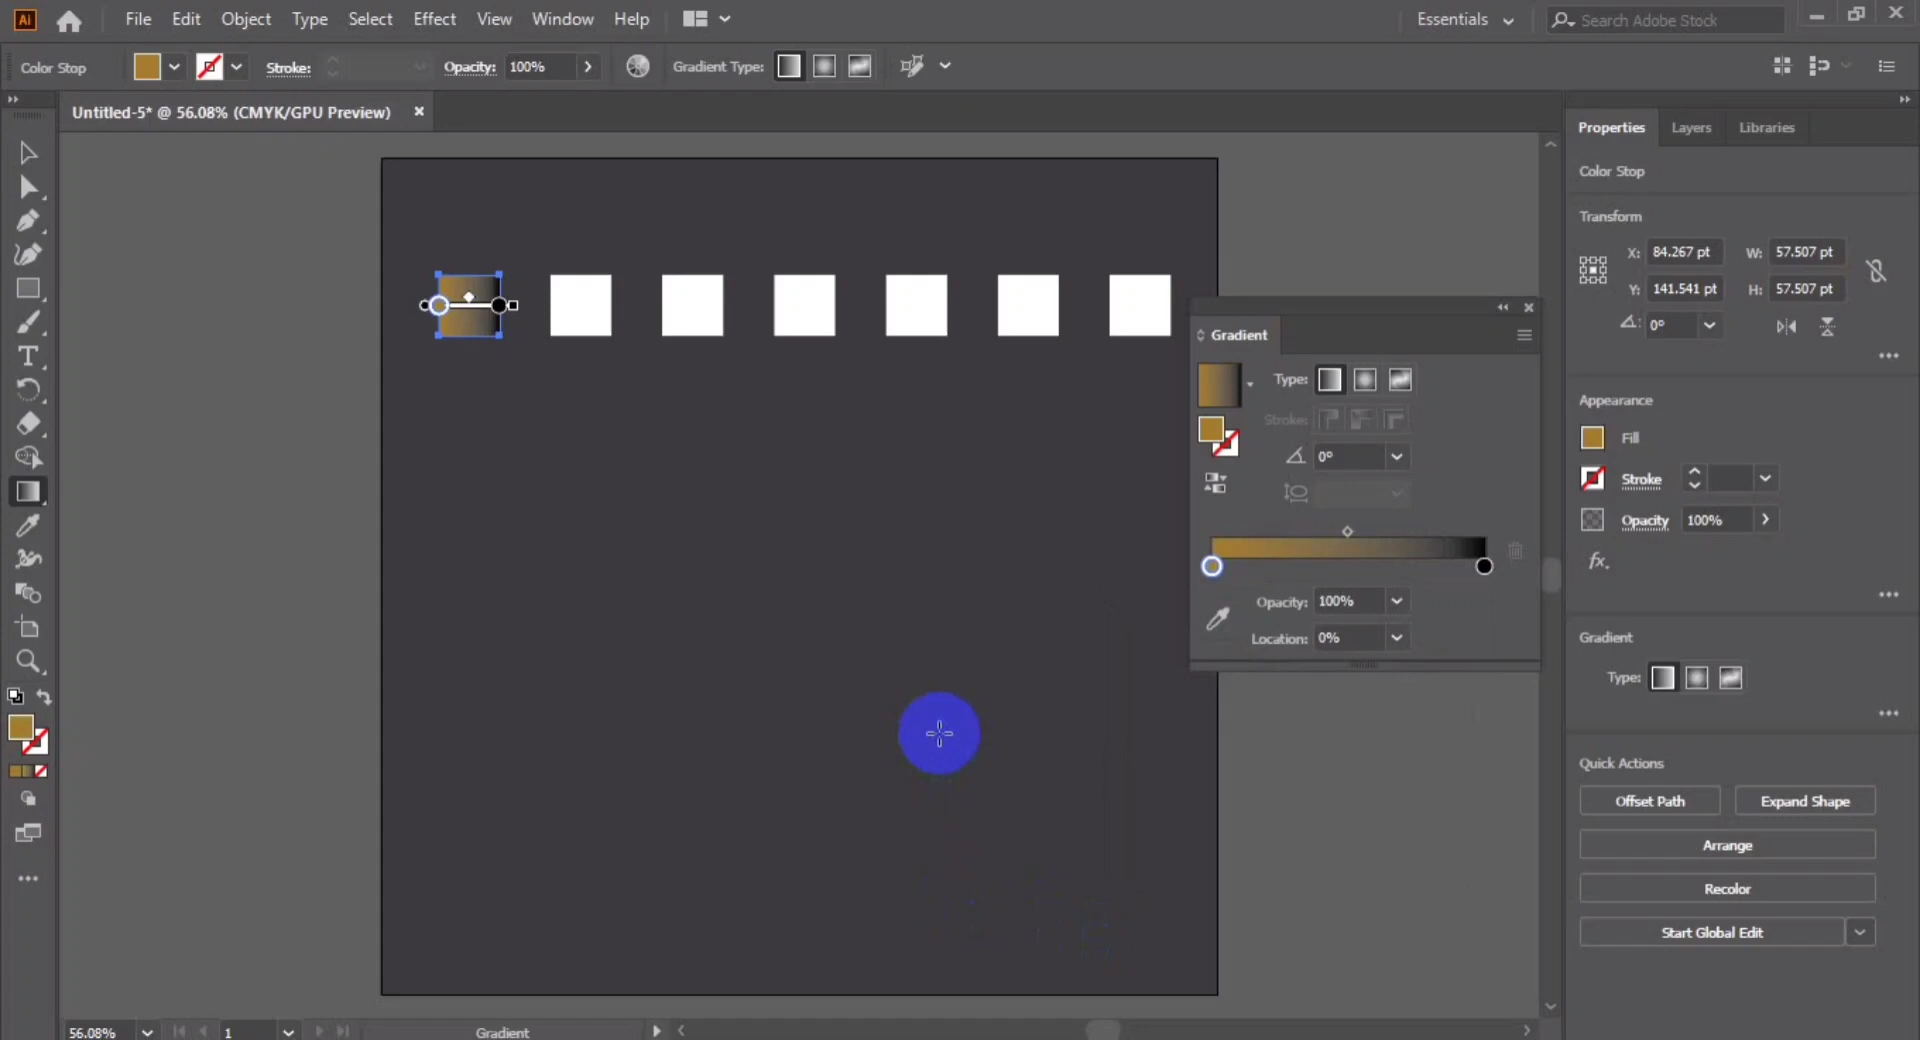 Ai File Edit Object Type Select Effect View Window Help Essentials Search Adobe Stock
Color Stop Stroke: Opacity: 100% Gradient Type:
Untitled-5* @ 56.08% (CMYK/GPU Preview)
Properties Layers Libraries
Color Stop
Transform
X: 84.267 pt W: 57.507 pt
Y: 141.541 pt H: 57.507 pt
0°
Gradient
Type:
Stroke:
0°
Opacity: 100%
Location: 0%
Appearance
Fill
Stroke
Opacity 100%
fx.
Gradient
Type:
Quick Actions
Offset Path Expand Shape
Arrange
Recolor
Start Global Edit
56.08% 1 Gradient